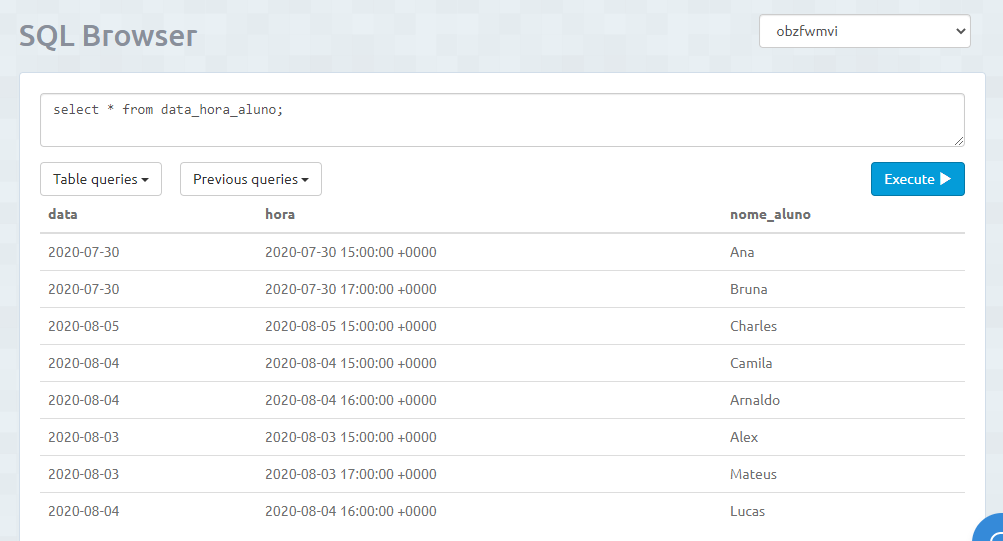 SQL Browser
obzfwmvi
select * from data_hora_aluno;
Table queries
Previous queries
Execute
data hora nome_aluno
2020-07-30 2020-07-30 15:00:00 +0000 Ana
2020-07-30 2020-07-30 17:00:00 +0000 Bruna
2020-08-05 2020-08-05 15:00:00 +0000 Charles
2020-08-04 2020-08-04 15:00:00 +0000 Camila
2020-08-04 2020-08-04 16:00:00 +0000 Arnaldo
2020-08-03 2020-08-03 15:00:00 +0000 Alex
2020-08-03 2020-08-03 17:00:00 +0000 Mateus
2020-08-04 2020-08-04 16:00:00 +0000 Lucas